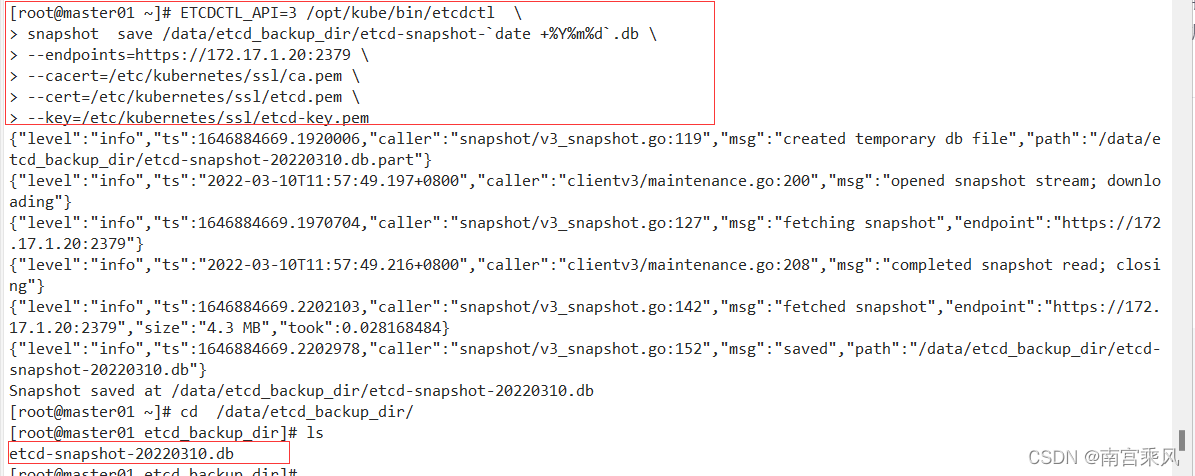 [root@master01 ~]# ETCDCTL_API=3 /opt/kube/bin/etcdctl  \
> snapshot  save /data/etcd_backup_dir/etcd-snapshot-`date +%Y%m%d`.db \
> --endpoints=https://172.17.1.20:2379 \
> --cacert=/etc/kubernetes/ssl/ca.pem \
> --cert=/etc/kubernetes/ssl/etcd.pem \
> --key=/etc/kubernetes/ssl/etcd-key.pem
{"level":"info","ts":1646884669.1920006,"caller":"snapshot/v3_snapshot.go:119","msg":"created temporary db file","path":"/data/e
tcd_backup_dir/etcd-snapshot-20220310.db.part"}
{"level":"info","ts":"2022-03-10T11:57:49.197+0800","caller":"clientv3/maintenance.go:200","msg":"opened snapshot stream; downlo
ading"}
{"level":"info","ts":1646884669.1970704,"caller":"snapshot/v3_snapshot.go:127","msg":"fetching snapshot","endpoint":"https://172
.17.1.20:2379"}
{"level":"info","ts":"2022-03-10T11:57:49.216+0800","caller":"clientv3/maintenance.go:208","msg":"completed snapshot read; closi
ng"}
{"level":"info","ts":1646884669.2202103,"caller":"snapshot/v3_snapshot.go:142","msg":"fetched snapshot","endpoint":"https://172.
17.1.20:2379","size":"4.3 MB","took":0.028168484}
{"level":"info","ts":1646884669.2202978,"caller":"snapshot/v3_snapshot.go:152","msg":"saved","path":"/data/etcd_backup_dir/etcd-
snapshot-20220310.db"}
Snapshot saved at /data/etcd_backup_dir/etcd-snapshot-20220310.db
[root@master01 ~]# cd  /data/etcd_backup_dir/
[root@master01 etcd_backup_dir]# ls
etcd-snapshot-20220310.db
[root@master01 etcd_backup_dir]#
CSDN @南宫乘风